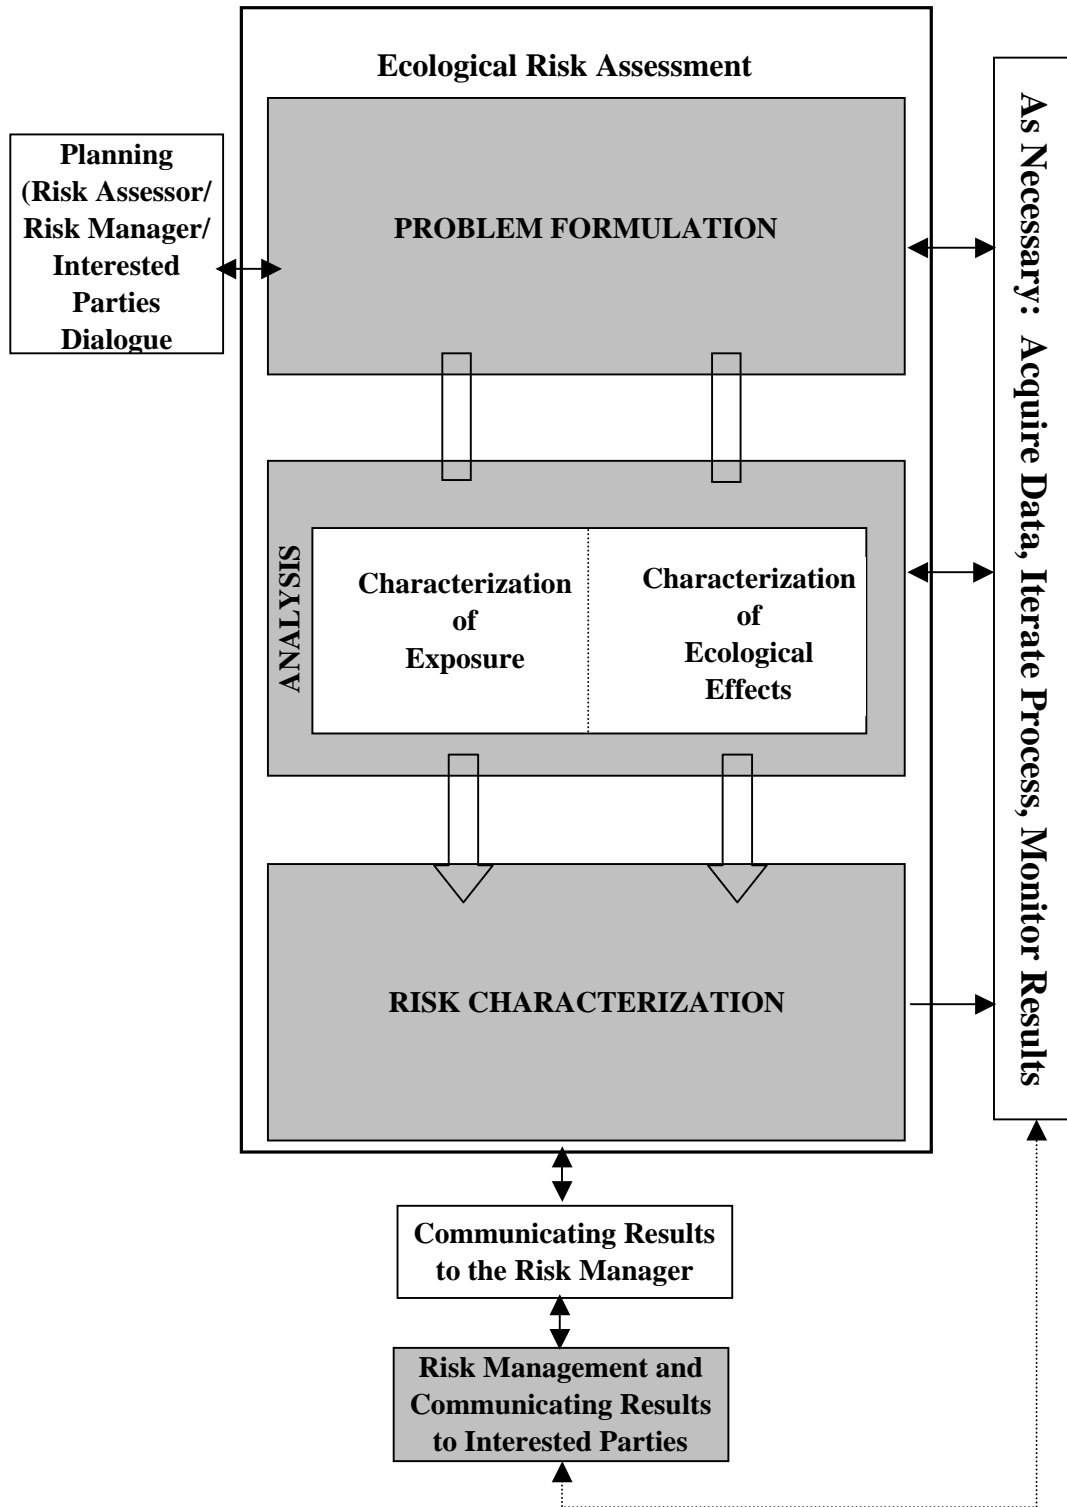 Ecological Risk Assessment
Planning
(Risk Assessor/
Risk Manager/
Interested
Parties
Dialogue
PROBLEM FORMULATION
ANALYSIS
Characterization
of
Exposure
Characterization
of
Ecological
Effects
RISK CHARACTERIZATION
As Necessary: Acquire Data, Iterate Process, Monitor Results
Communicating Results
to the Risk Manager
Risk Management and
Communicating Results
to Interested Parties